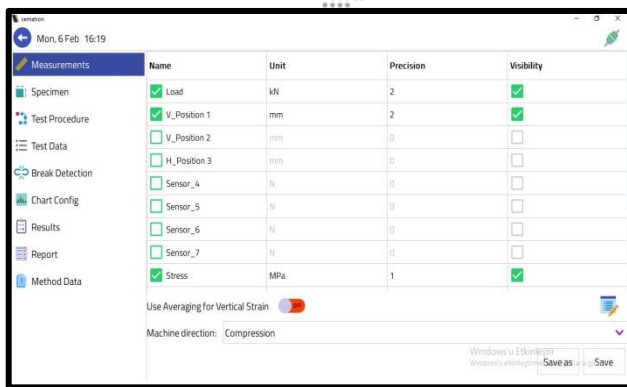 sematron
Mon, 6 Feb 16:19
Measurements
Specimen
Test Procedure
Test Data
Break Detection
Chart Config
Results
Report
Method Data
Name Unit Precision Visibility
Load kN 2
V_Position 1 mm 2
V_Position 2 mm 0
H_Position 3 mm 0
Sensor_4 N 0
Sensor_5 N 0
Sensor_6 N 0
Sensor_7 N 0
Stress MPa 1
Use Averaging for Vertical Strain OFF
Machine direction: Compression
Windows'u Etkinleştir
Windows'u etkinleştirmek
Save as Save